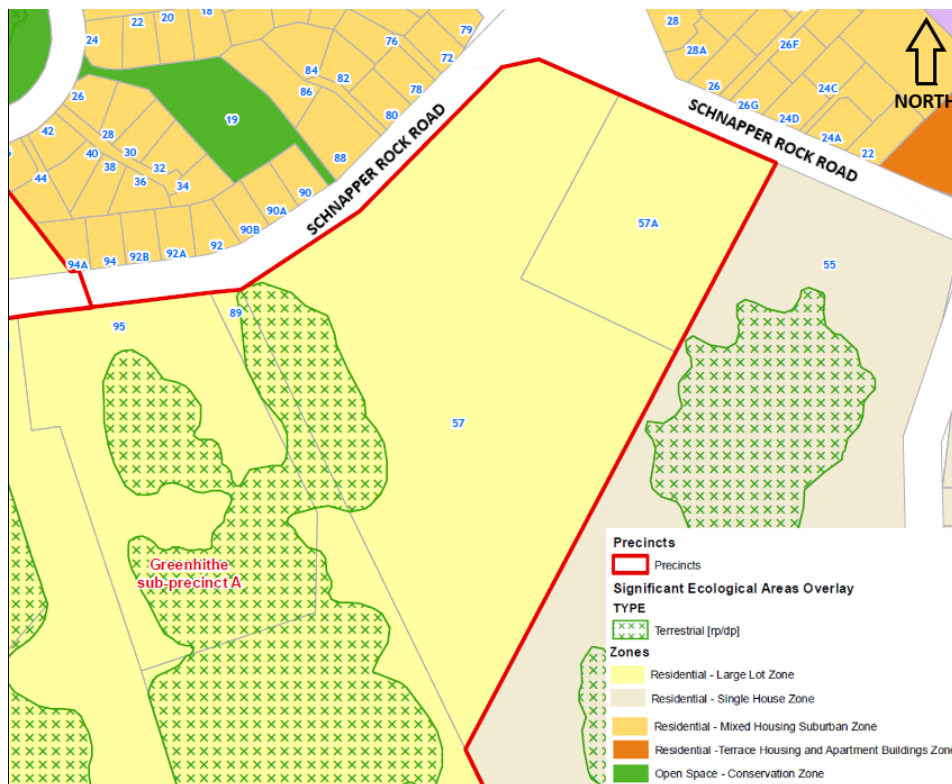 22
20
18
24
79
76
72
84
82
86
78
80
26
19
42
28
30
40
38
32
36
34
44
88
90
90A
90B
92
92A
92B
94
94A
SCHNAPPER ROCK ROAD
28
28A
26F
26
24C
26G
24D
24A
22
SCHNAPPER ROCK ROAD
NORTH
57A
55
95
89
57
Greenhithe
sub-precinct A
Precincts
Precincts
Significant Ecological Areas Overlay
TYPE
Terrestrial [rp/dp]
Zones
Residential - Large Lot Zone
Residential - Single House Zone
Residential - Mixed Housing Suburban Zone
Residential -Terrace Housing and Apartment Buildings Zone
Open Space - Conservation Zone